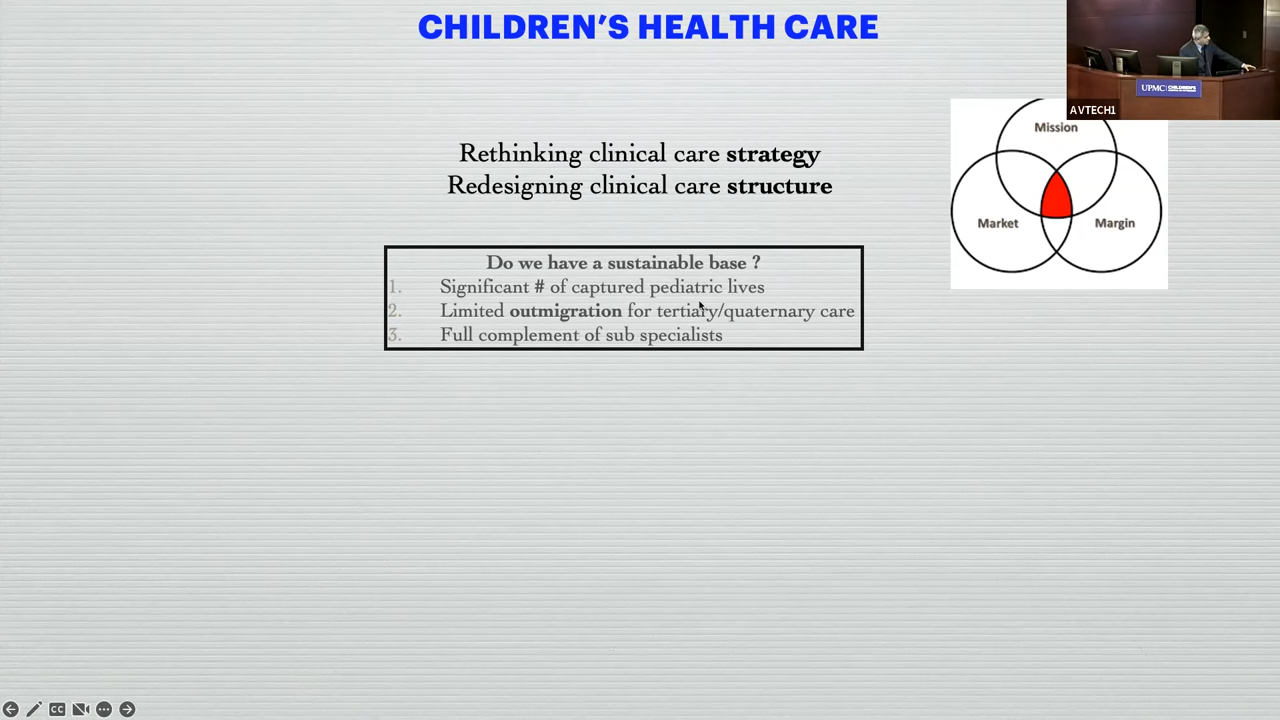 CHILDREN'S HEALTH CARE
UPMC CHILDREN'S
AVTECH1
Mission
Market
Margin
Rethinking clinical care strategy
Redesigning clinical care structure
Do we have a sustainable base ?
1. Significant # of captured pediatric lives
2. Limited outmigration for tertiary/quaternary care
3. Full complement of sub specialists
CC